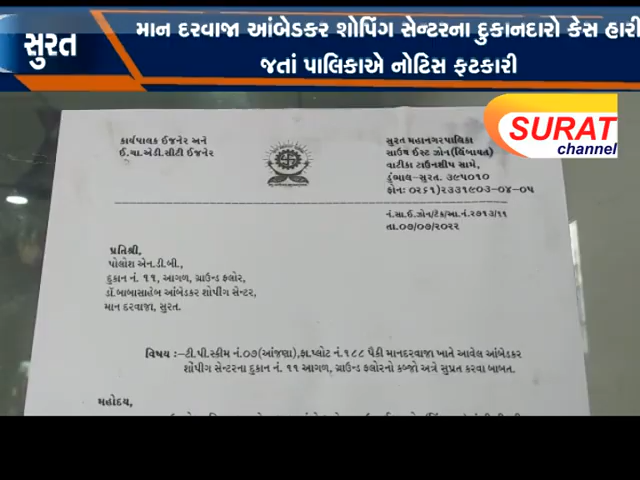 સુરત
માન દરવાજા આંબેડકર શોપિંગ સેન્ટરના દુકાનદારો કેસ હારી
જતાં પાલિકાએ નોટિસ ફટકારી
SURAT
channel
કાર્યપાલક ઈજનેર અને
ઈ.ચા.એડી.સીટી ઈજનેર
સુરત મહાનગરપાલિકા
સાઉથ ઈસ્ટ ઝોન(લિંબાયત)
વાટીકા ટાઉનશીપ સામે,
ડુંભાલ-સુરત. ૩૯૫૦૧૦
ફોનઃ ૦૨૬૧)૨૩૩૧૯૦૩-૦૪-૦૫
નં.સા.ઈ.ઝોન/ટેક/આ.નં.૨૭૧૩/૧૧
તા.૦૭/૦૭/૨૦૨૨
પ્રતિશ્રી,
પોલોશ એન.ડી.બી.,
દુકાન નં. ૧૧, આગળ, ગ્રાઉન્ડ ફ્લોર,
ડૉ.બાબાસાહેબ આંબેડકર શોપીંગ સેન્ટર,
માન દરવાજા, સુરત.
વિષય :- ટી.પી.સ્કીમ નં.૦૭(આંજણા),ફા.પ્લોટ નં.૧૮૮ પૈકી માનદરવાજા ખાતે આવેલ આંબેડકર
શોપીંગ સેન્ટરના દુકાન નં. ૧૧ આગળ, ગ્રાઉન્ડ ફ્લોરનો કબ્જો અત્રે સુપ્રત કરવા બાબત.
મહોદય,